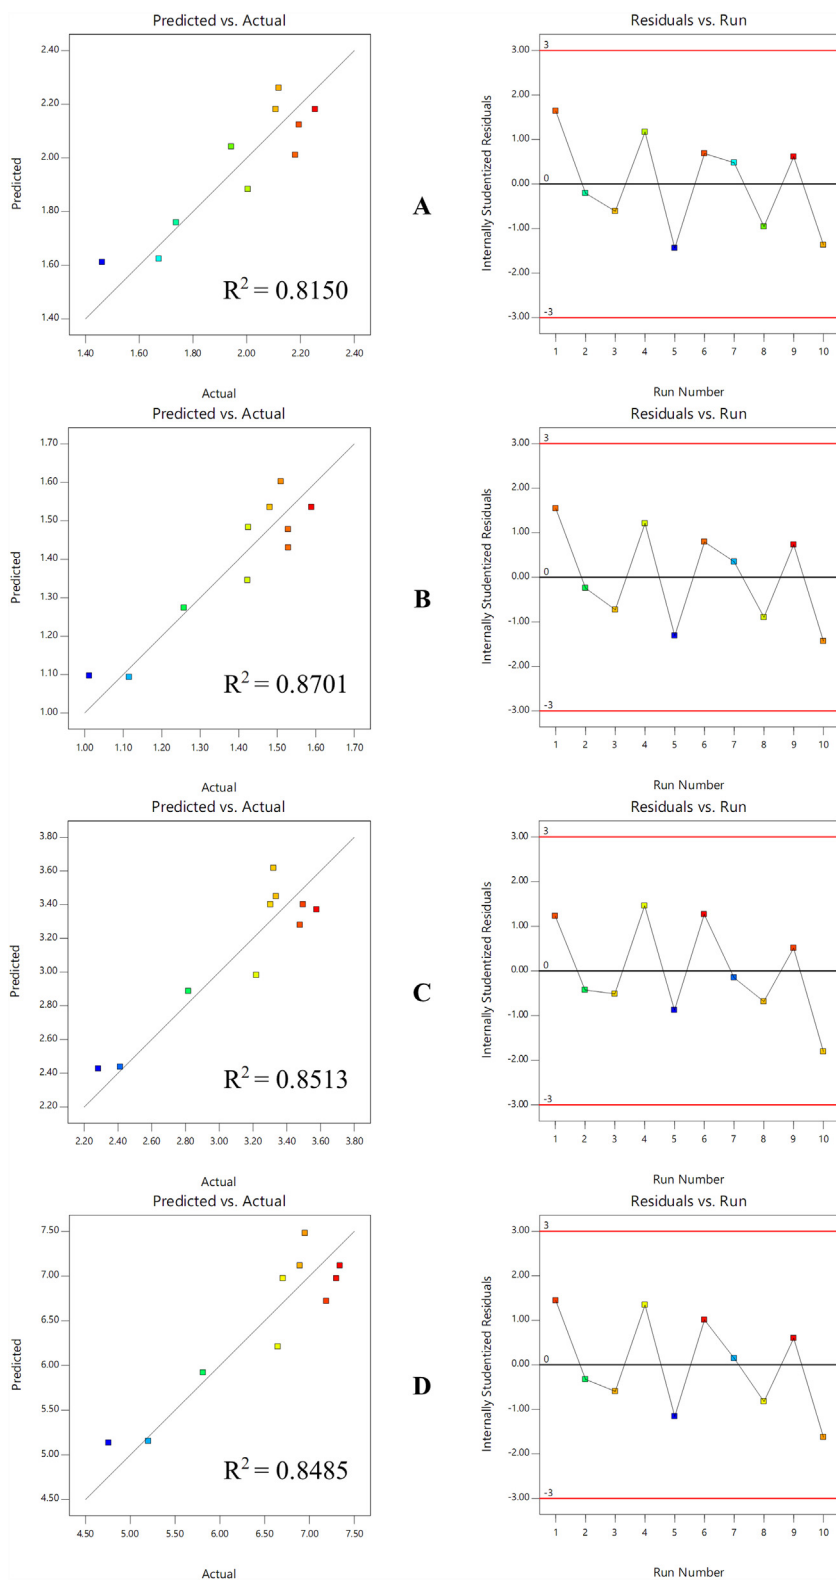 Predicted vs. Actual
Predicted
2.40
2.20
2.00
1.80
1.60
1.40
1.40 1.60 1.80 2.00 2.20 2.40
Actual
R² = 0.8150
A
Residuals vs. Run
Internally Studentized Residuals
3.00
2.00
1.00
0.00
-1.00
-2.00
-3.00
3
0
-3
1 2 3 4 5 6 7 8 9 10
Run Number
Predicted vs. Actual
Predicted
1.70
1.60
1.50
1.40
1.30
1.20
1.10
1.00
1.00 1.10 1.20 1.30 1.40 1.50 1.60 1.70
Actual
R² = 0.8701
B
Residuals vs. Run
Internally Studentized Residuals
3.00
2.00
1.00
0.00
-1.00
-2.00
-3.00
3
0
-3
1 2 3 4 5 6 7 8 9 10
Run Number
Predicted vs. Actual
Predicted
3.80
3.60
3.40
3.20
3.00
2.80
2.60
2.40
2.20
2.20 2.40 2.60 2.80 3.00 3.20 3.40 3.60 3.80
Actual
R² = 0.8513
C
Residuals vs. Run
Internally Studentized Residuals
3.00
2.00
1.00
0.00
-1.00
-2.00
-3.00
3
0
-3
1 2 3 4 5 6 7 8 9 10
Run Number
Predicted vs. Actual
Predicted
7.50
7.00
6.50
6.00
5.50
5.00
4.50
4.50 5.00 5.50 6.00 6.50 7.00 7.50
Actual
R² = 0.8485
D
Residuals vs. Run
Internally Studentized Residuals
3.00
2.00
1.00
0.00
-1.00
-2.00
-3.00
3
0
-3
1 2 3 4 5 6 7 8 9 10
Run Number